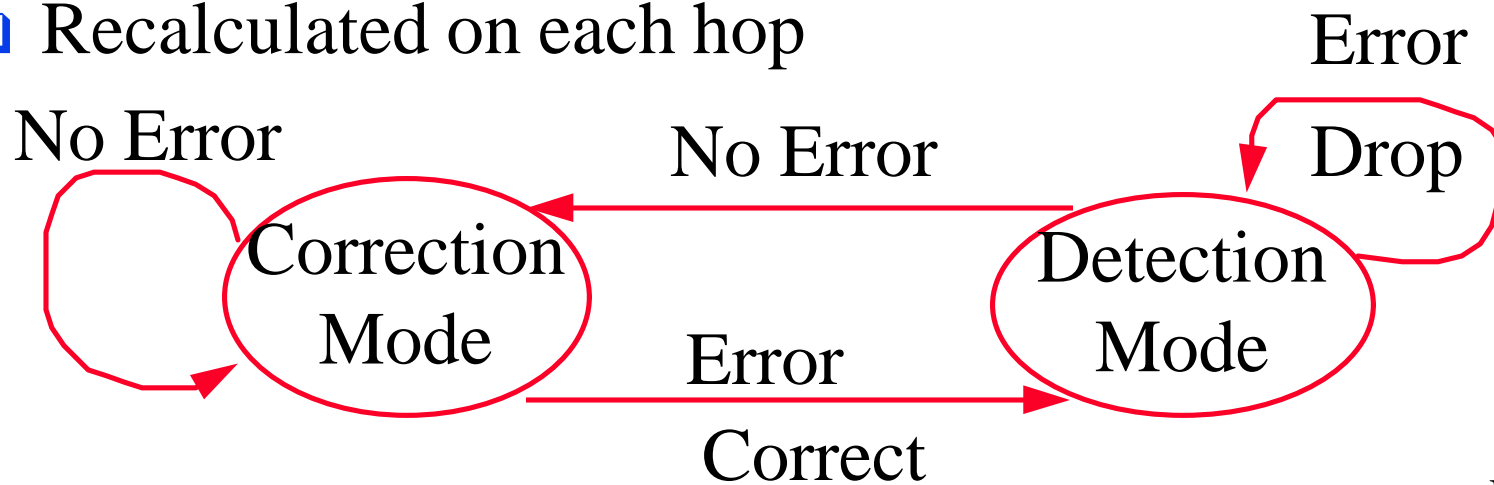 Recalculated on each hop
Error
No Error
No Error
Drop
Correction
Mode
Detection
Mode
Error
Correct